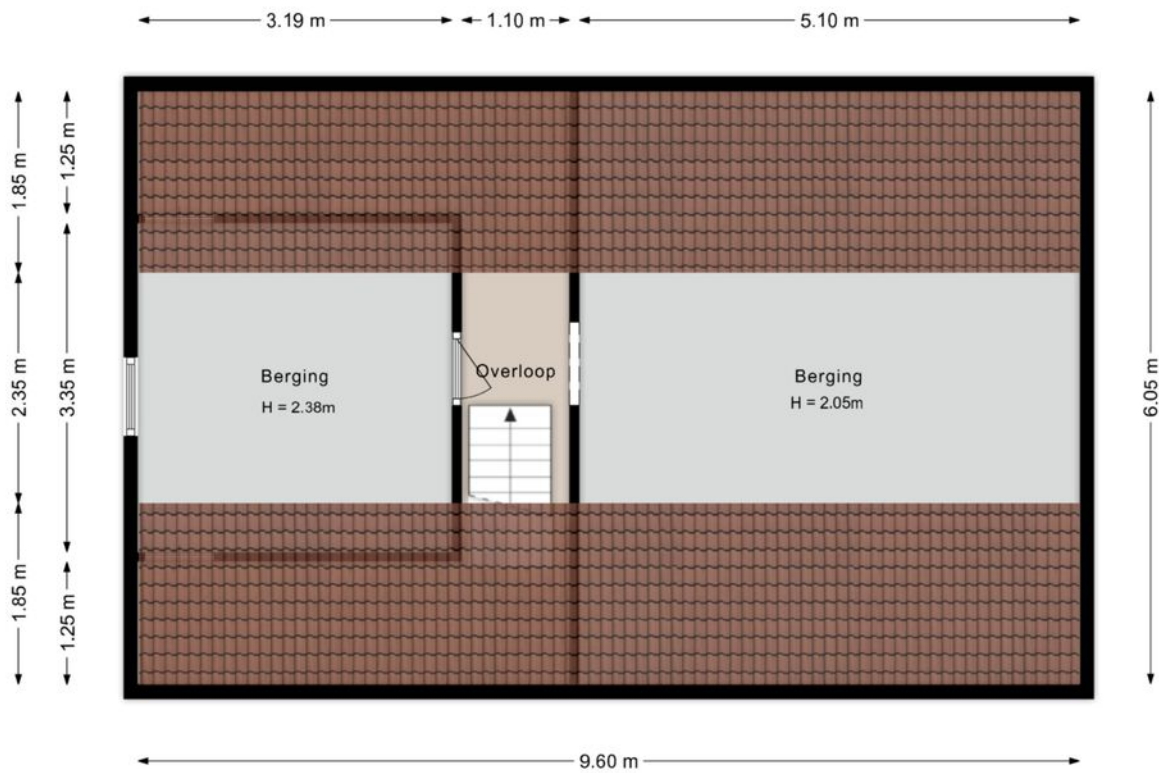 3.19 m
1.10 m
5.10 m
1.85 m
1.25 m
2.35 m
3.35 m
1.85 m
1.25 m
6.05 m
Berging
H = 2.38m
Overloop
Berging
H = 2.05m
9.60 m